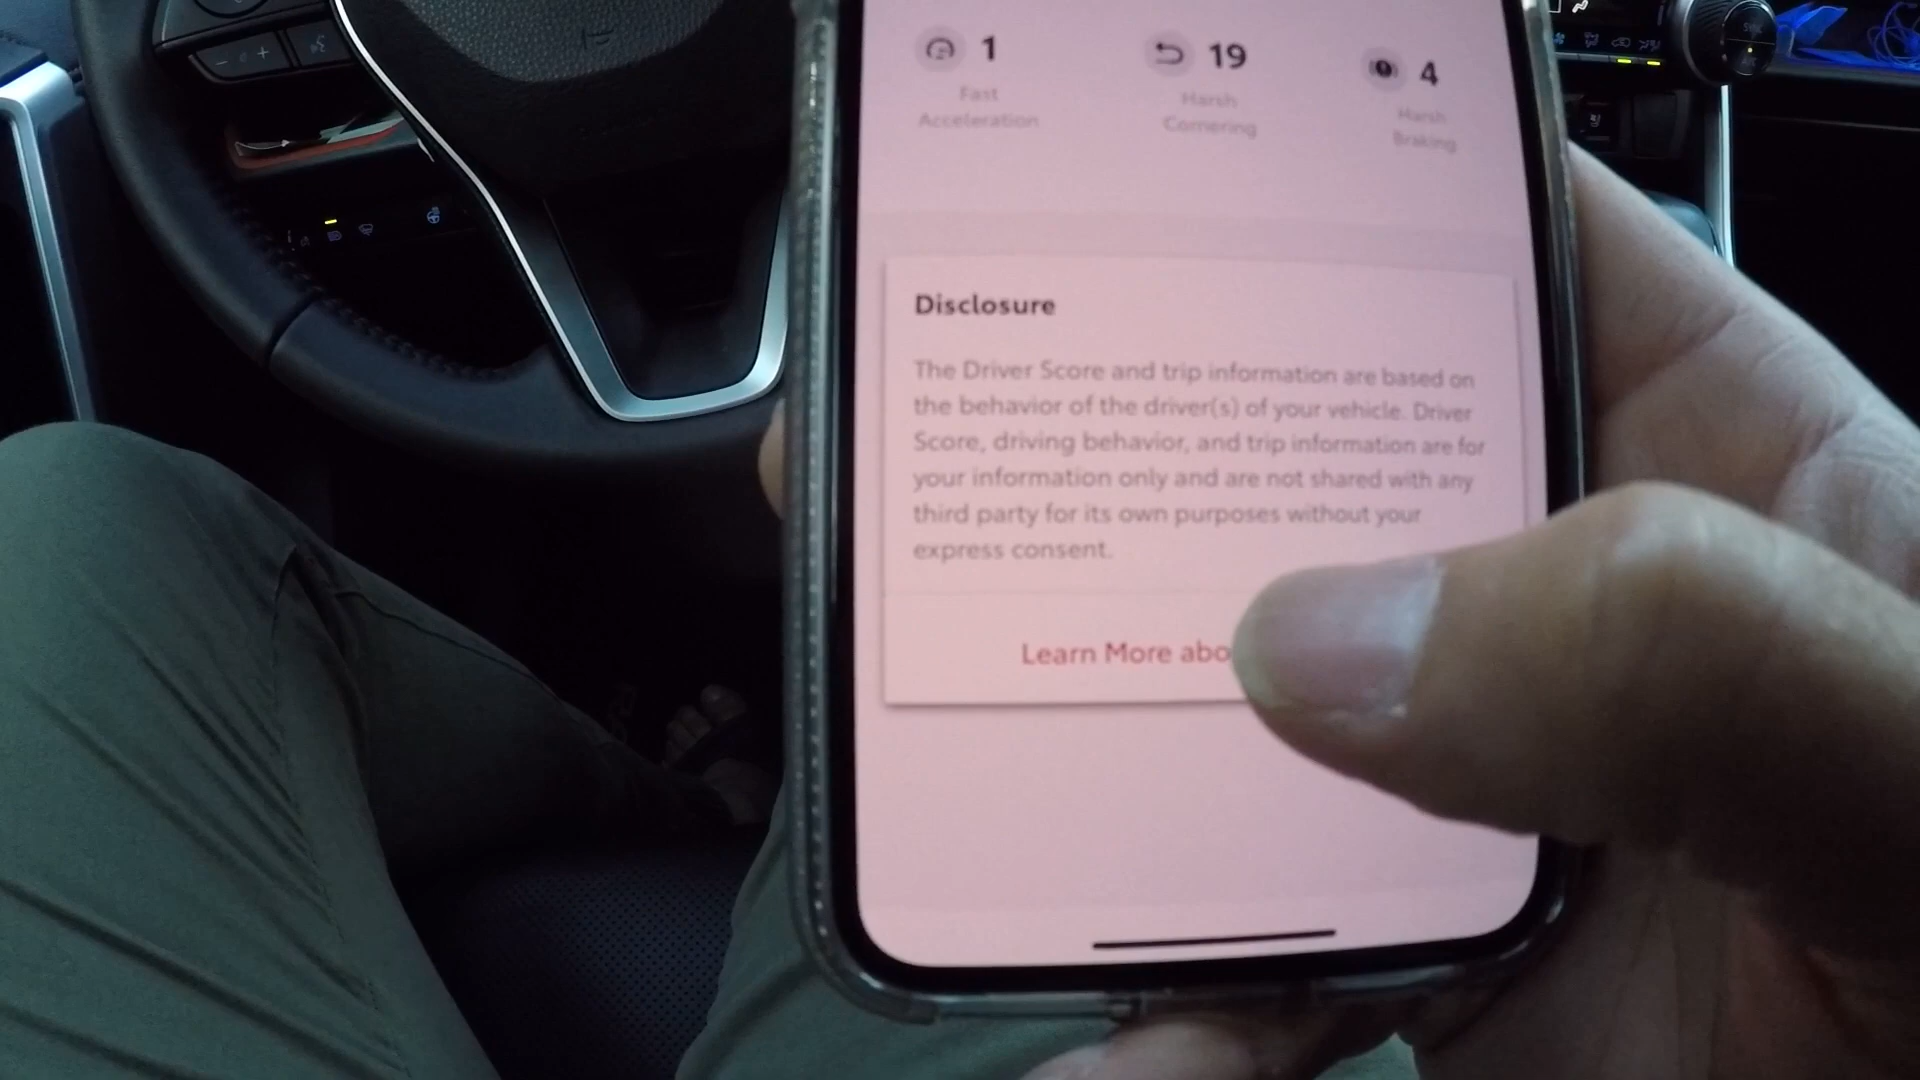 1
Fast
Acceleration
19
Harsh
Cornering
4
Harsh
Braking
Disclosure
The Driver Score and trip information are based on
the behavior of the driver(s) of your vehicle. Driver
Score, driving behavior, and trip information are for
your information only and are not shared with any
third party for its own purposes without your
express consent.
Learn More abo